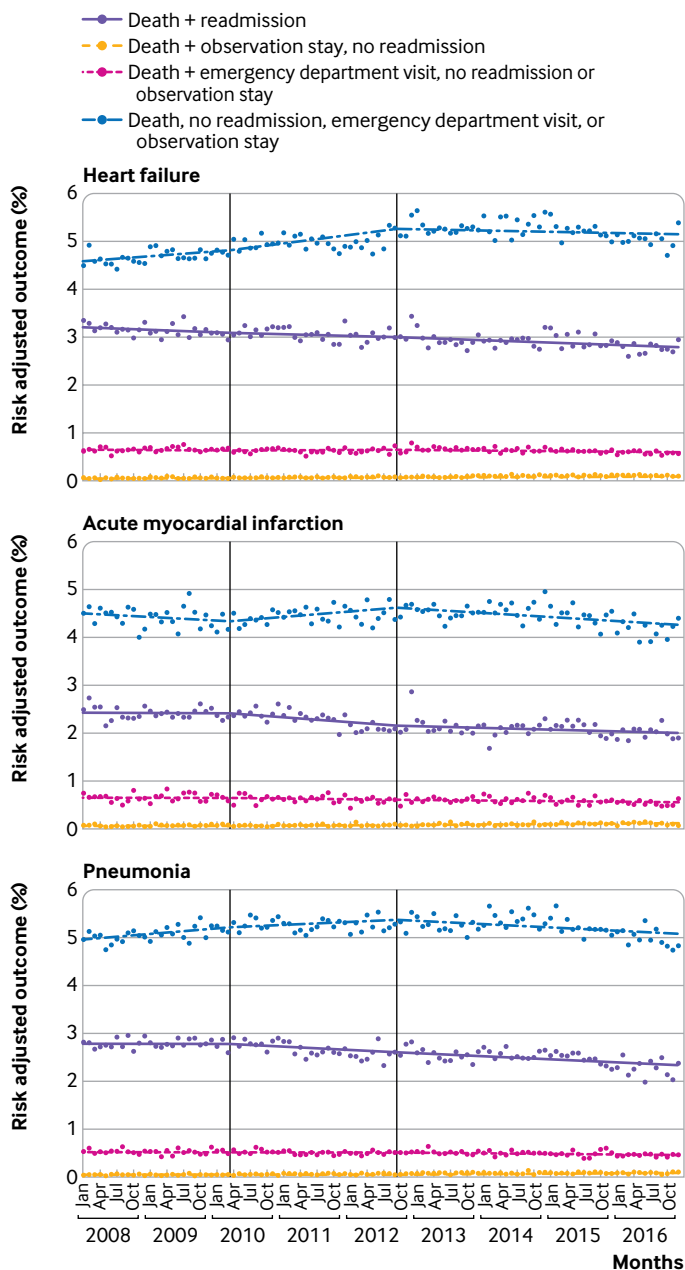 Death + readmission
Death + observation stay, no readmission
Death + emergency department visit, no readmission or
observation stay
Death, no readmission, emergency department visit, or
observation stay
Heart failure
Risk adjusted outcome (%)
6
5
4
3
2
1
0
Acute myocardial infarction
Risk adjusted outcome (%)
6
5
4
3
2
1
0
Pneumonia
Risk adjusted outcome (%)
6
5
4
3
2
1
0
Jan Apr Jul Oct Jan Apr Jul Oct Jan Apr Jul Oct Jan Apr Jul Oct Jan Apr Jul Oct Jan Apr Jul Oct Jan Apr Jul Oct Jan Apr Jul Oct Jan Apr Jul Oct
2008 2009 2010 2011 2012 2013 2014 2015 2016
Months